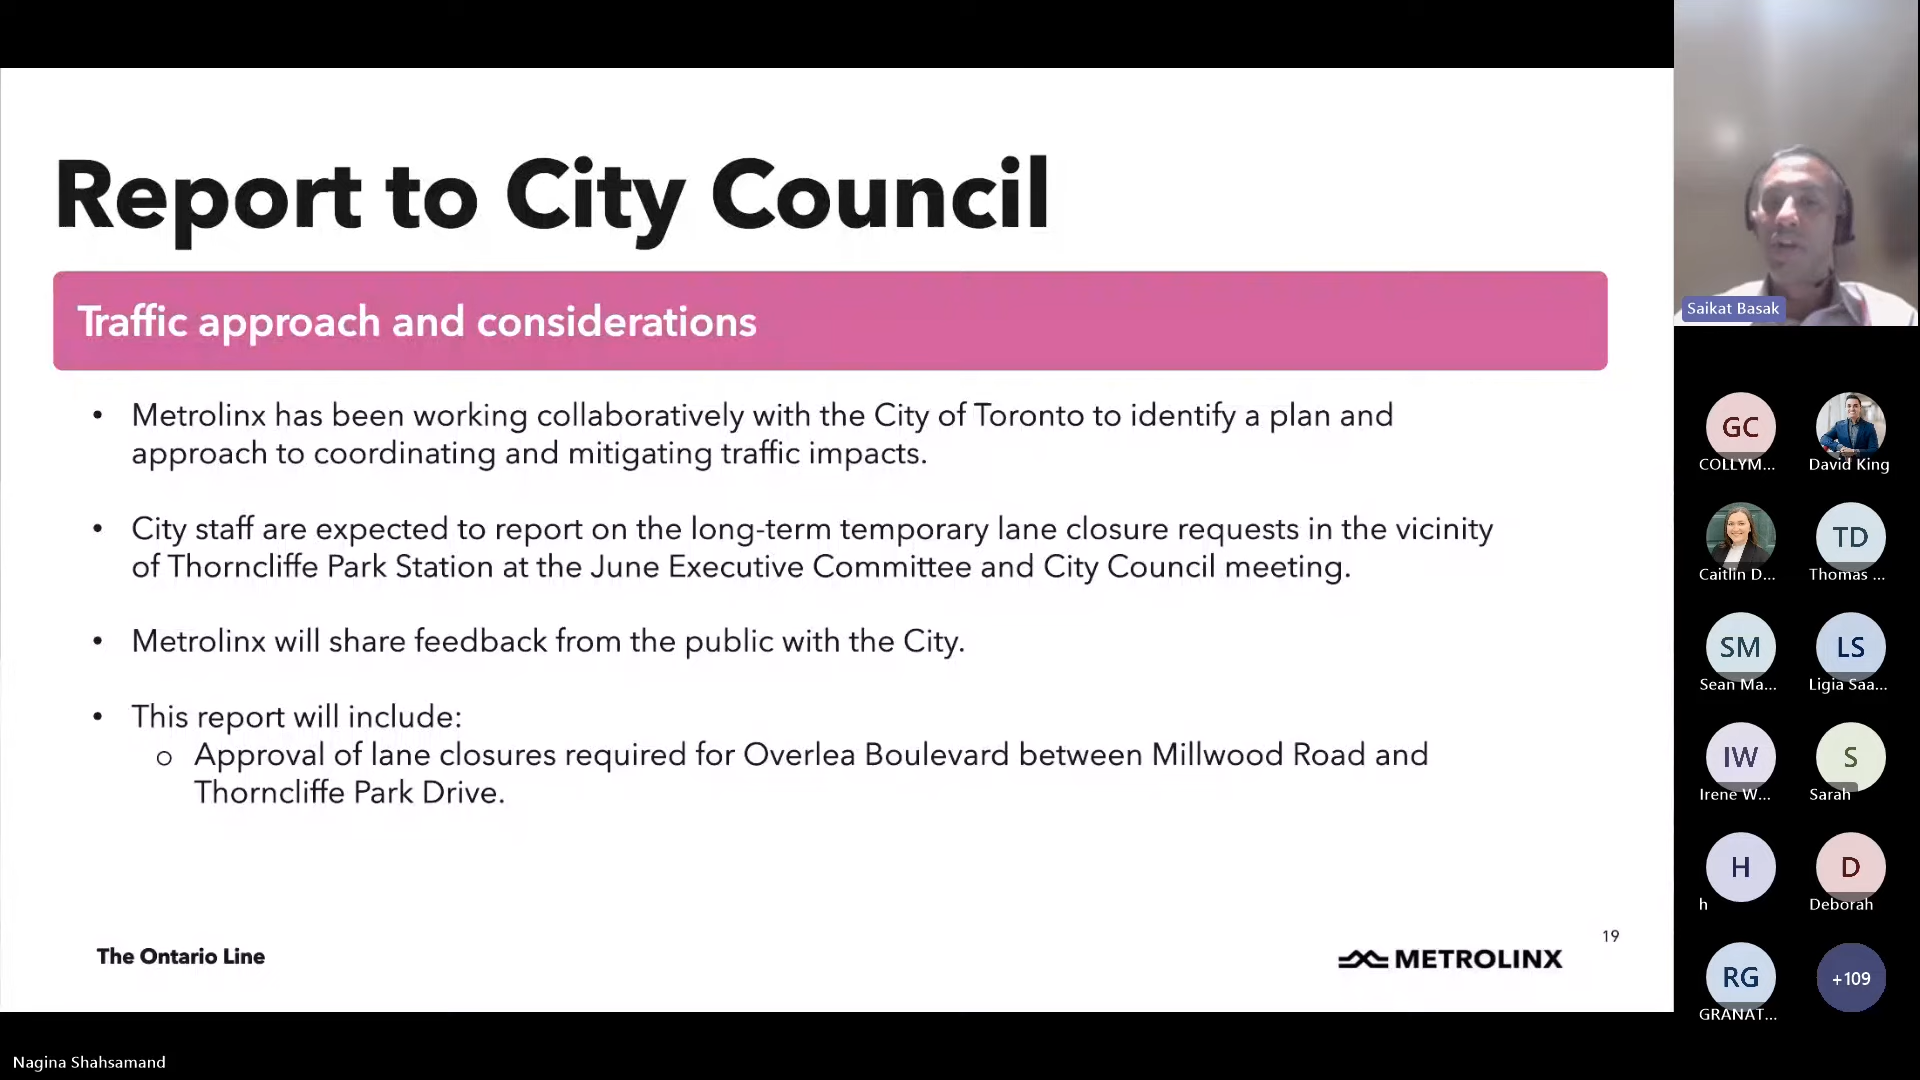 Report to City Council
Traffic approach and considerations
• Metrolinx has been working collaboratively with the City of Toronto to identify a plan and
approach to coordinating and mitigating traffic impacts.
• City staff are expected to report on the long-term temporary lane closure requests in the vicinity
of Thorncliffe Park Station at the June Executive Committee and City Council meeting.
• Metrolinx will share feedback from the public with the City.
• This report will include:
o Approval of lane closures required for Overlea Boulevard between Millwood Road and
Thorncliffe Park Drive.
The Ontario Line
METROLINX
19
Saikat Basak
GC
COLLYM...
David King
Caitlin D...
TD
Thomas ...
SM
Sean Ma...
LS
Ligia Saa...
IW
Irene W...
S
Sarah
H
h
D
Deborah
RG
GRANAT...
+109
Nagina Shahsamand